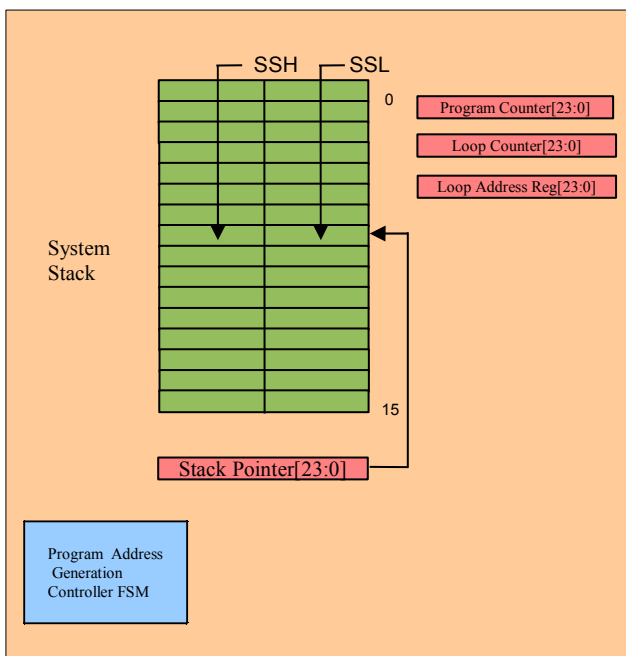 SSH
SSL
0
Program Counter[23:0]
Loop Counter[23:0]
Loop Address Reg[23:0]
System
Stack
15
Stack Pointer[23:0]
Program Address
Generation
Controller FSM